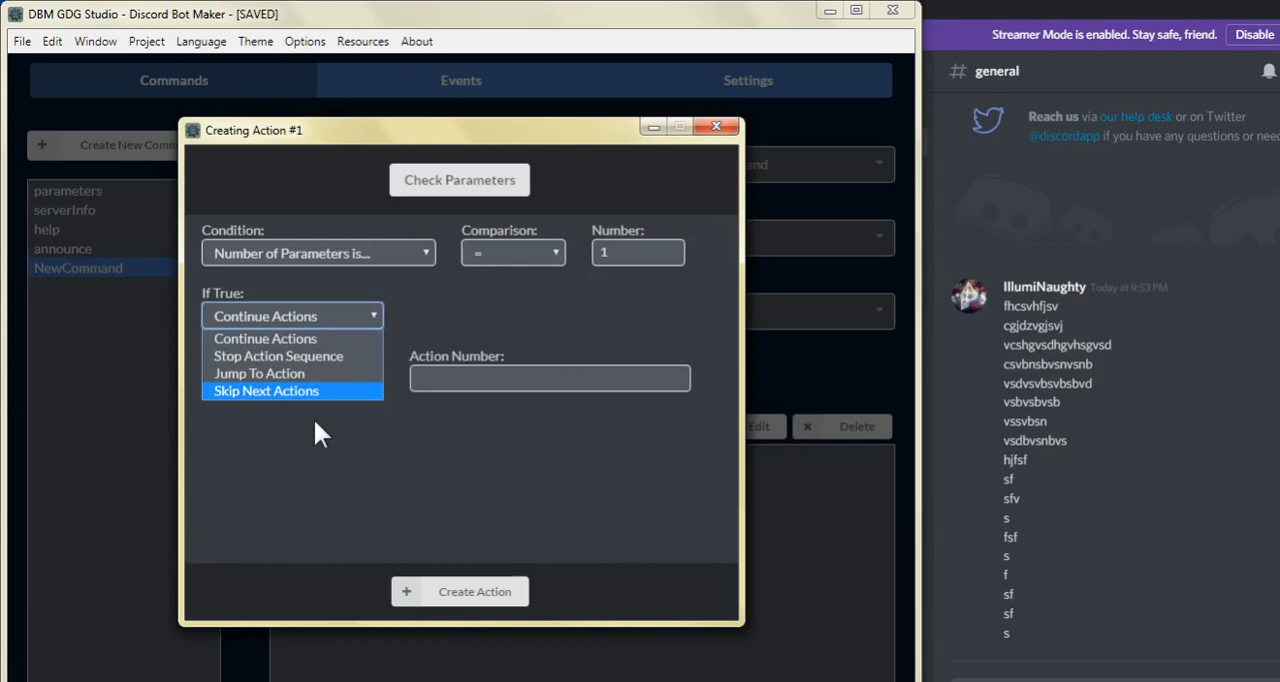 DBM GDG Studio - Discord Bot Maker - [SAVED]
File Edit Window Project Language Theme Options Resources About
Commands Events Settings
Create New Comm
parameters
serverInfo
help
announce
NewCommand
Edit Delete
Creating Action #1
Check Parameters
Condition: Comparison: Number:
Number of Parameters is... = 1
If True:
Continue Actions
Continue Actions
Stop Action Sequence
Jump To Action
Skip Next Actions
Action Number:
Create Action
Streamer Mode is enabled. Stay safe, friend. Disable
# general
Reach us via our help desk or on Twitter
@discordapp if you have any questions or need
IllumiNaughty Today at 9:53 PM
fhcsvhfjsv
cgjdzvgjsvj
vcshgvsdhgvhsgvsd
csvbnsbvsnvsnb
vsdvsvbsvbsbvd
vsbvsbvsb
vssvbsn
vsdbvsnbvs
hjfsf
sf
sfv
s
fsf
s
f
sf
sf
s